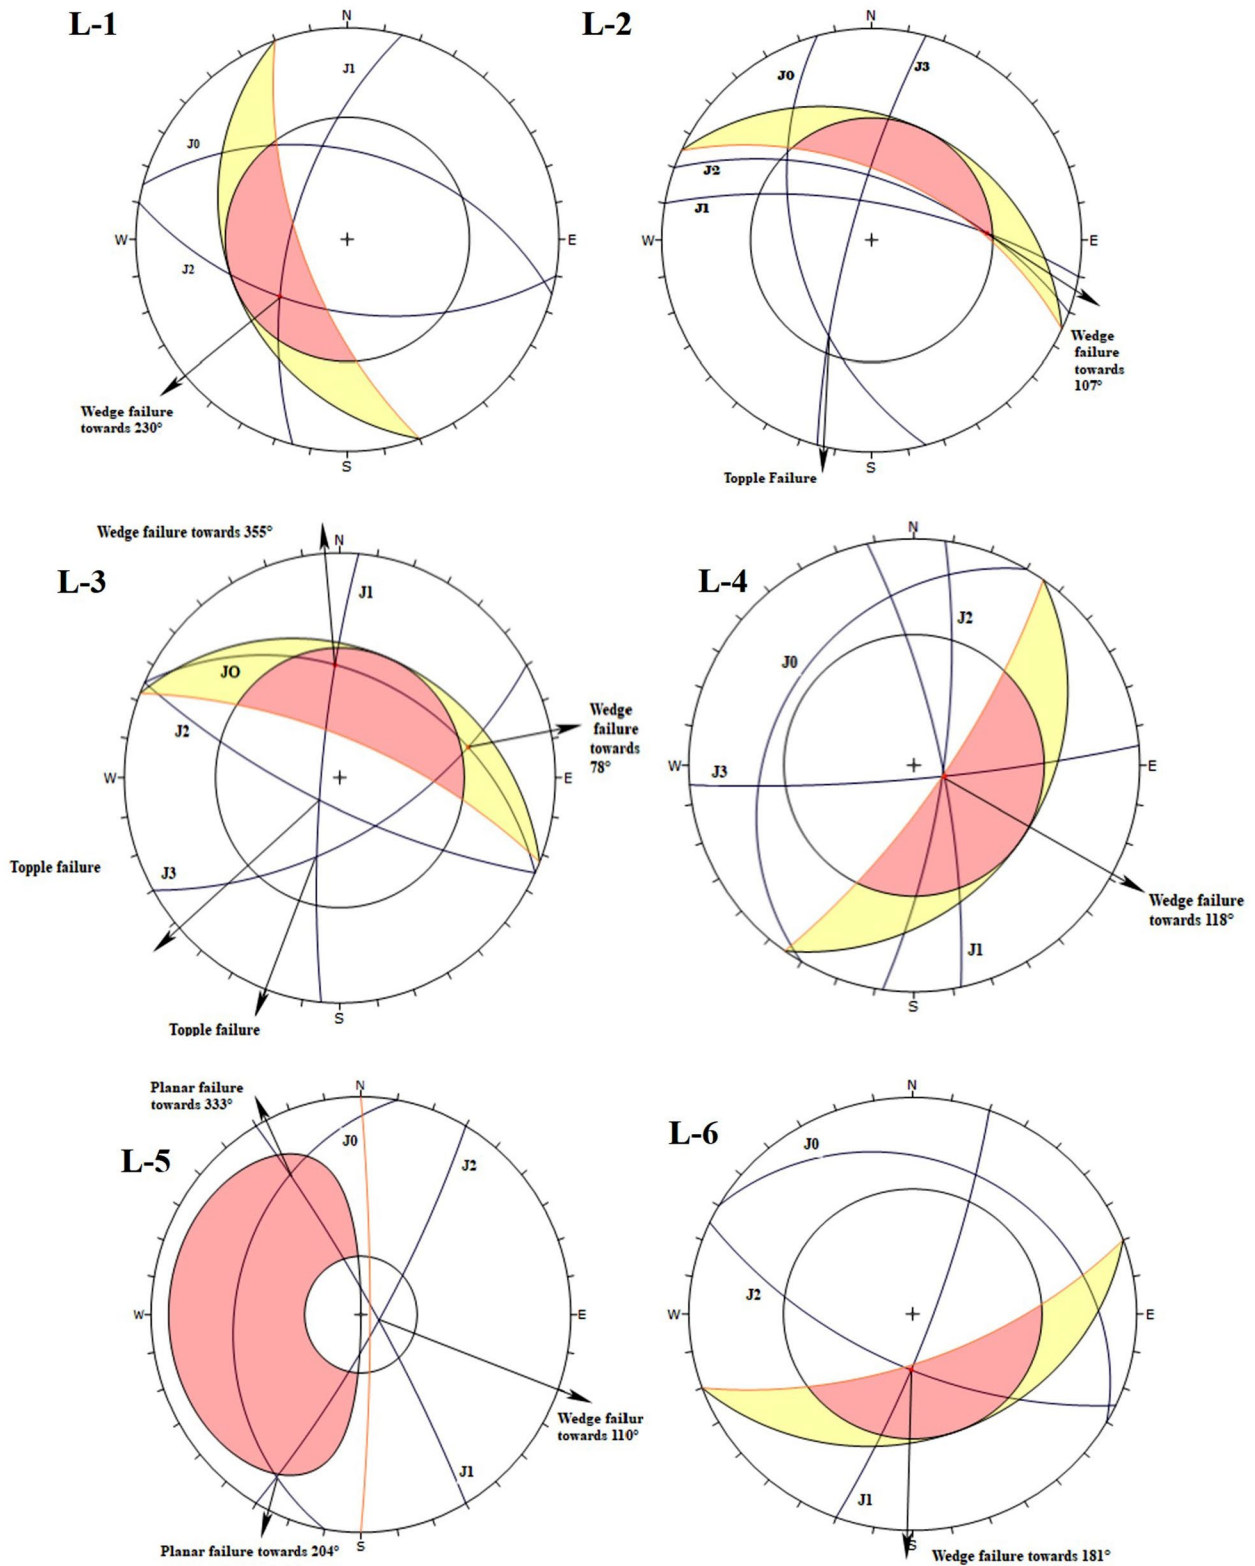 L-1
N
J1
J0
W
E
J2
Wedge failure
towards 230°
S
L-2
N
J0
J3
J2
J1
W
E
Wedge
failure
towards
107°
S
Topple Failure
Wedge failure towards 355°
N
L-3
J1
JO
J2
Wedge
failure
towards
78°
W
E
Topple failure
J3
S
Topple failure
L-4
N
J2
J0
W
J3
E
Wedge failure
towards 118°
J1
S
Planar failure
towards 333°
N
J0
L-5
J2
W
E
Wedge failur
towards 110°
J1
S
Planar failure towards 204°
L-6
N
J0
J2
W
E
J1
S
Wedge failure towards 181°